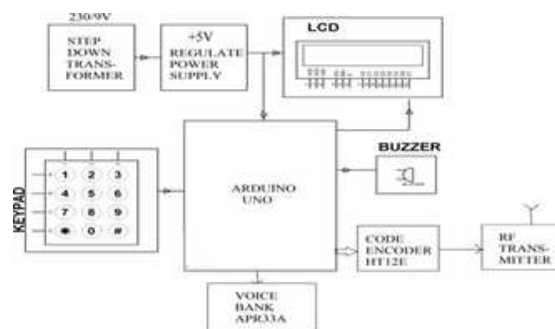 230/9V
STEP
DOWN
TRANS-
FORMER
+5V
REGULATE
POWER
SUPPLY
LCD
KEYPAD
1 2 3
4 5 6
7 8 9
* 0 #
ARDUINO
UNO
BUZZER
CODE
ENCODER
HT12E
RF
TRANS-
MITTER
VOICE
BANK
APR33A